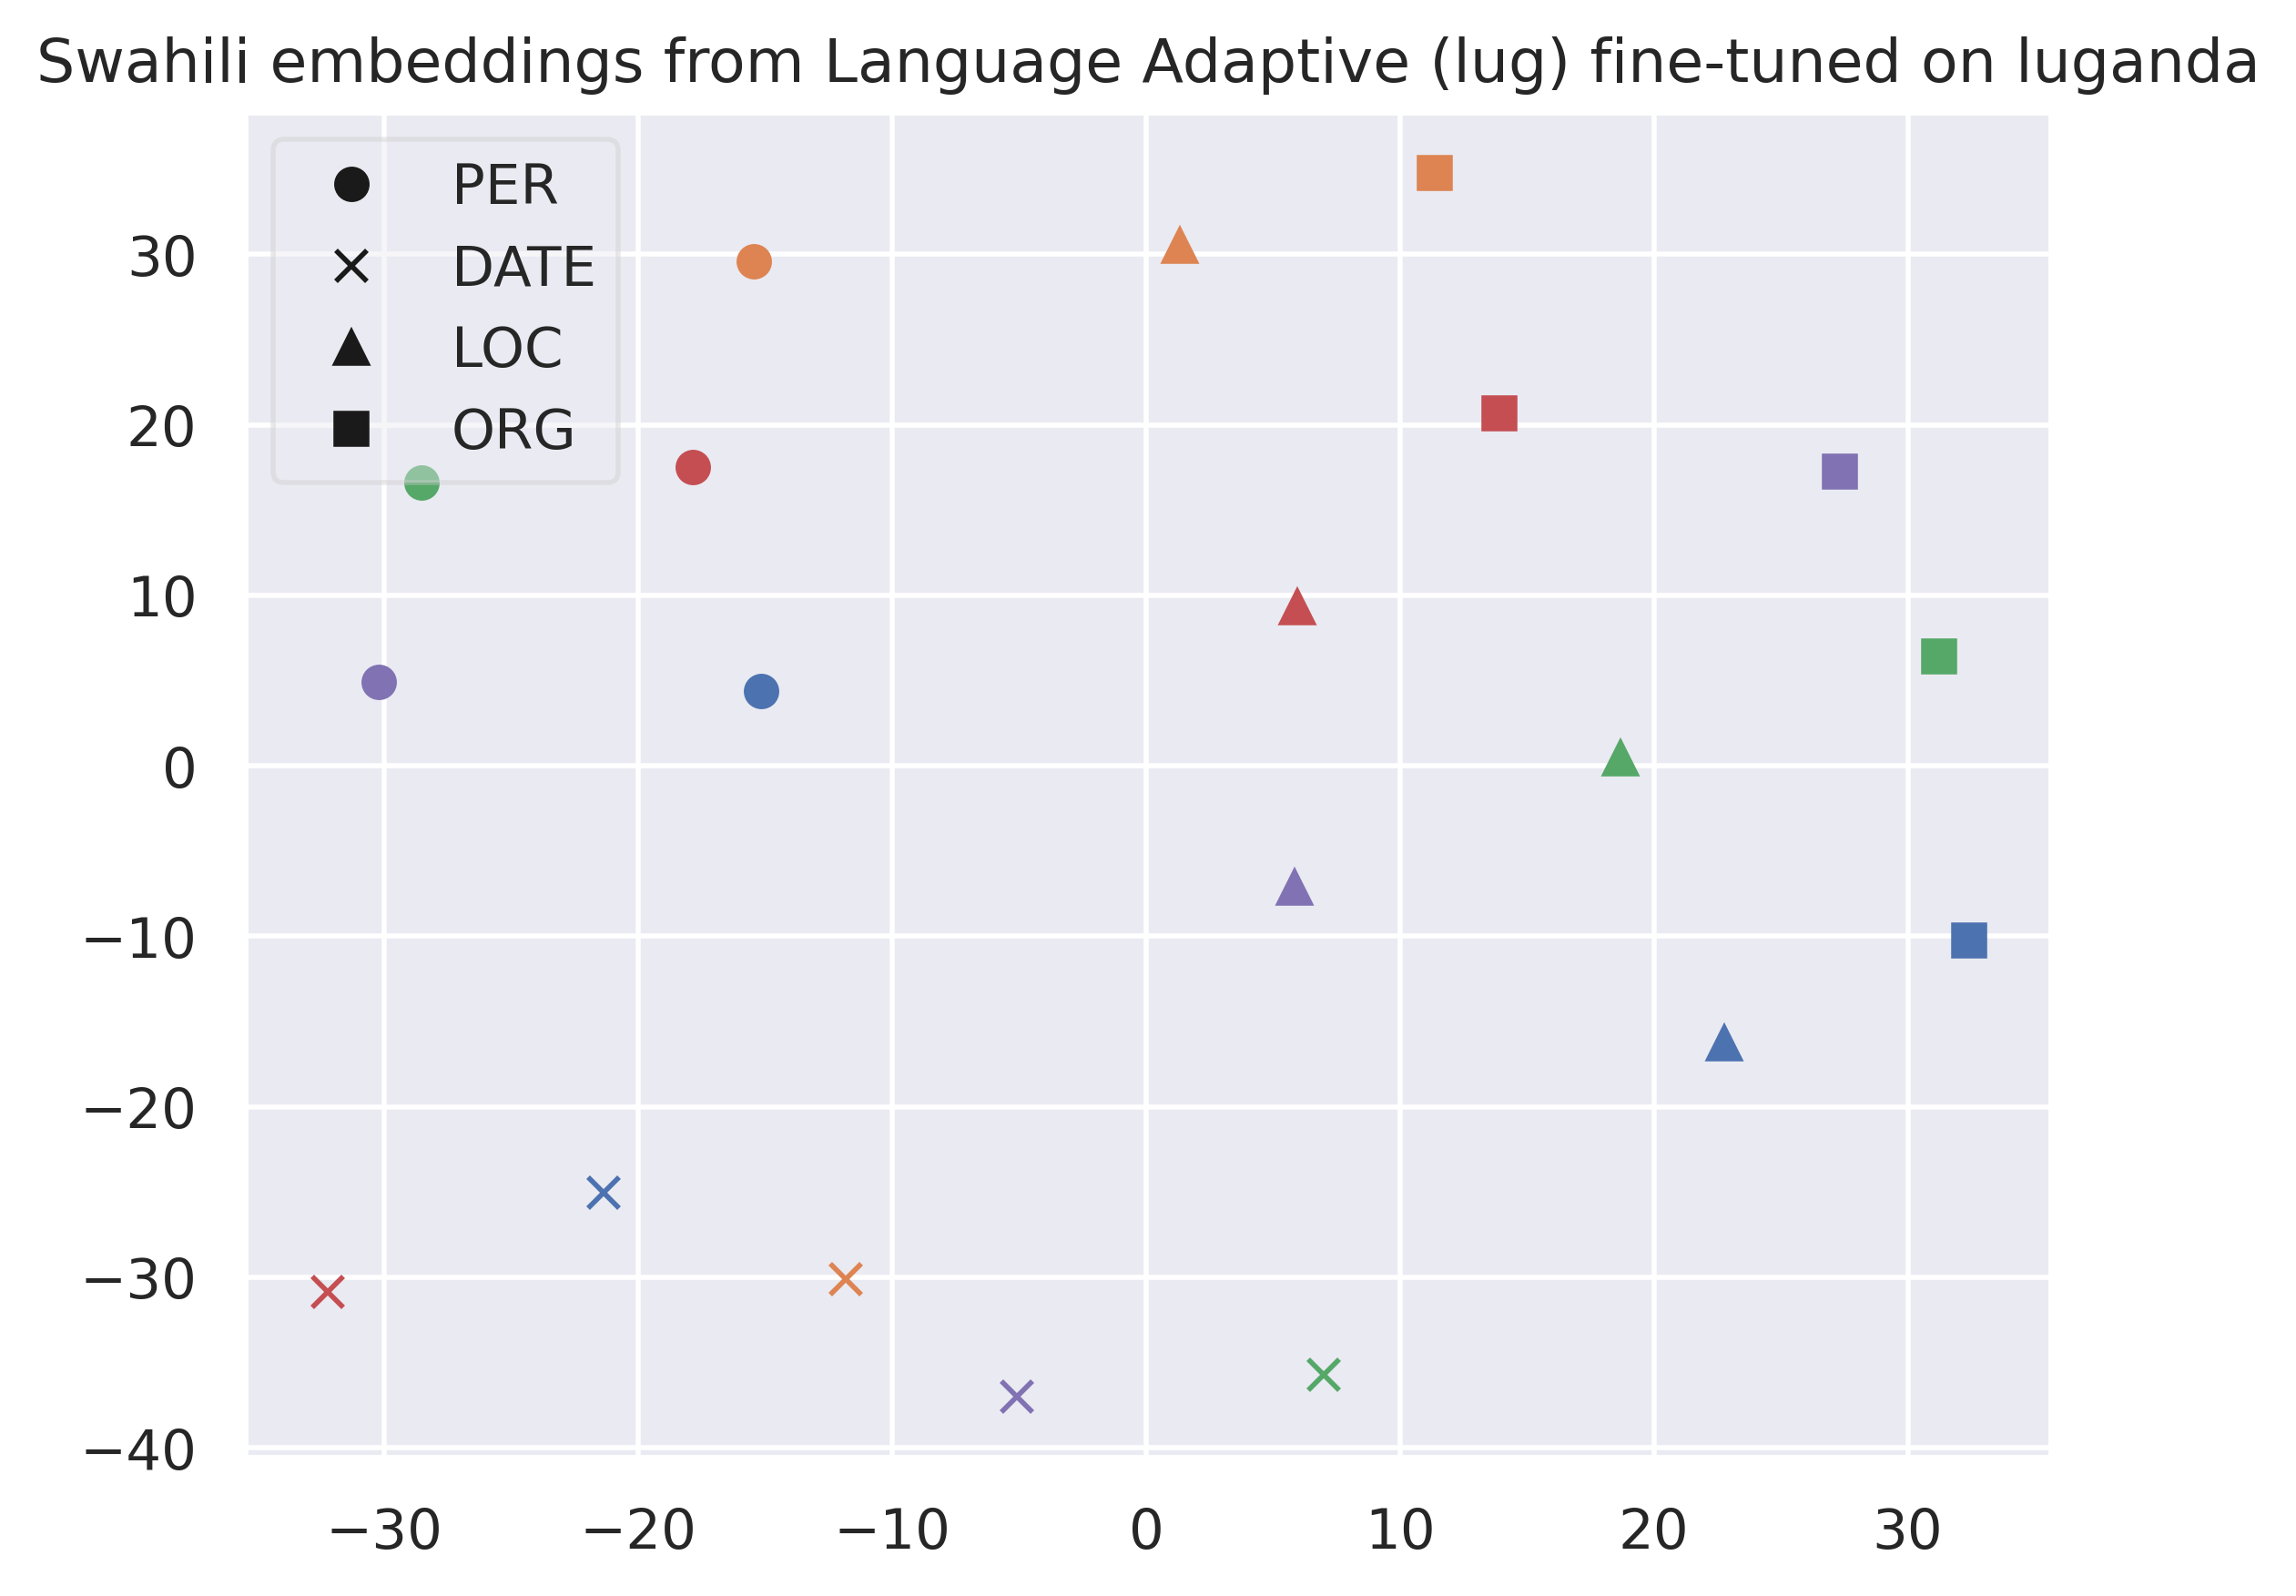 Swahili embeddings from Language Adaptive (lug) fine-tuned on luganda
PER
DATE
LOC
ORG
30
20
10
0
−10
−20
−30
−40
−30 −20 −10 0 10 20 30